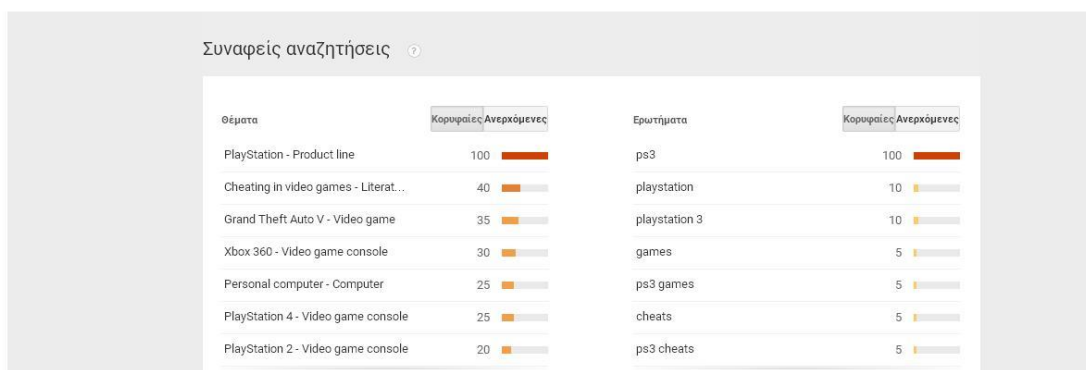 Συναφείς αναζητήσεις ?
Θέματα Κορυφαίες Ανερχόμενες
PlayStation - Product line 100
Cheating in video games - Literat... 40
Grand Theft Auto V - Video game 35
Xbox 360 - Video game console 30
Personal computer - Computer 25
PlayStation 4 - Video game console 25
PlayStation 2 - Video game console 20
Ερωτήματα Κορυφαίες Ανερχόμενες
ps3 100
playstation 10
playstation 3 10
games 5
ps3 games 5
cheats 5
ps3 cheats 5